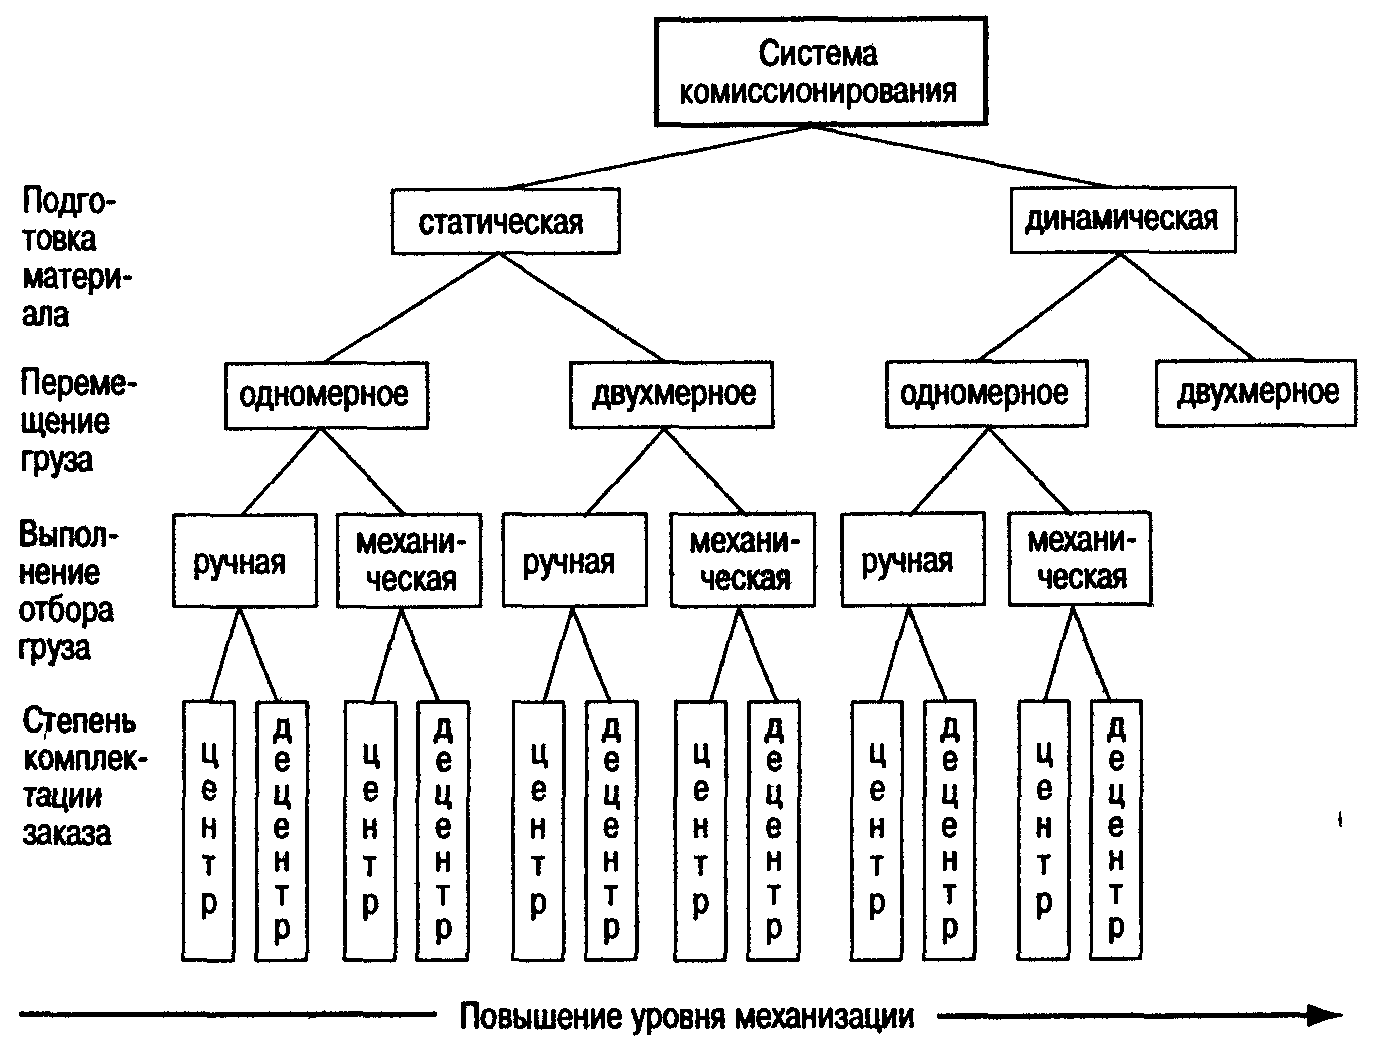 Система
комиссионирования
Подго-
товка
матери-
ала
статическая
динамическая
Переме-
щение
груза
одномерное
двухмерное
одномерное
двухмерное
Выпол-
нение
отбора
груза
ручная
механи-
ческая
ручная
механи-
ческая
ручная
механи-
ческая
Степень
комплек-
тации
заказа
центр
децентр
центр
децентр
центр
децентр
центр
децентр
центр
децентр
центр
децентр
Повышение уровня механизации